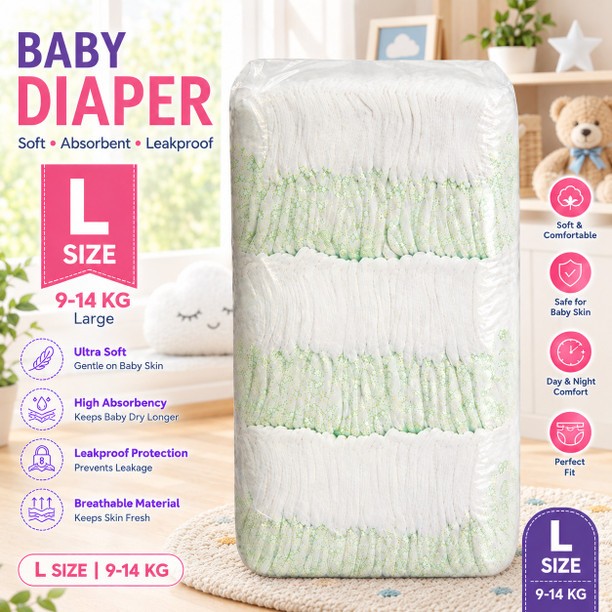 BABY
DIAPER
Soft • Absorbent • Leakproof
L
SIZE
9-14 KG
Large
Ultra Soft
Gentle on Baby Skin
High Absorbency
Keeps Baby Dry Longer
Leakproof Protection
Prevents Leakage
Breathable Material
Keeps Skin Fresh
L SIZE | 9-14 KG
Soft &
Comfortable
Safe for
Baby Skin
Day & Night
Comfort
Perfect
Fit
L
SIZE
9-14 KG